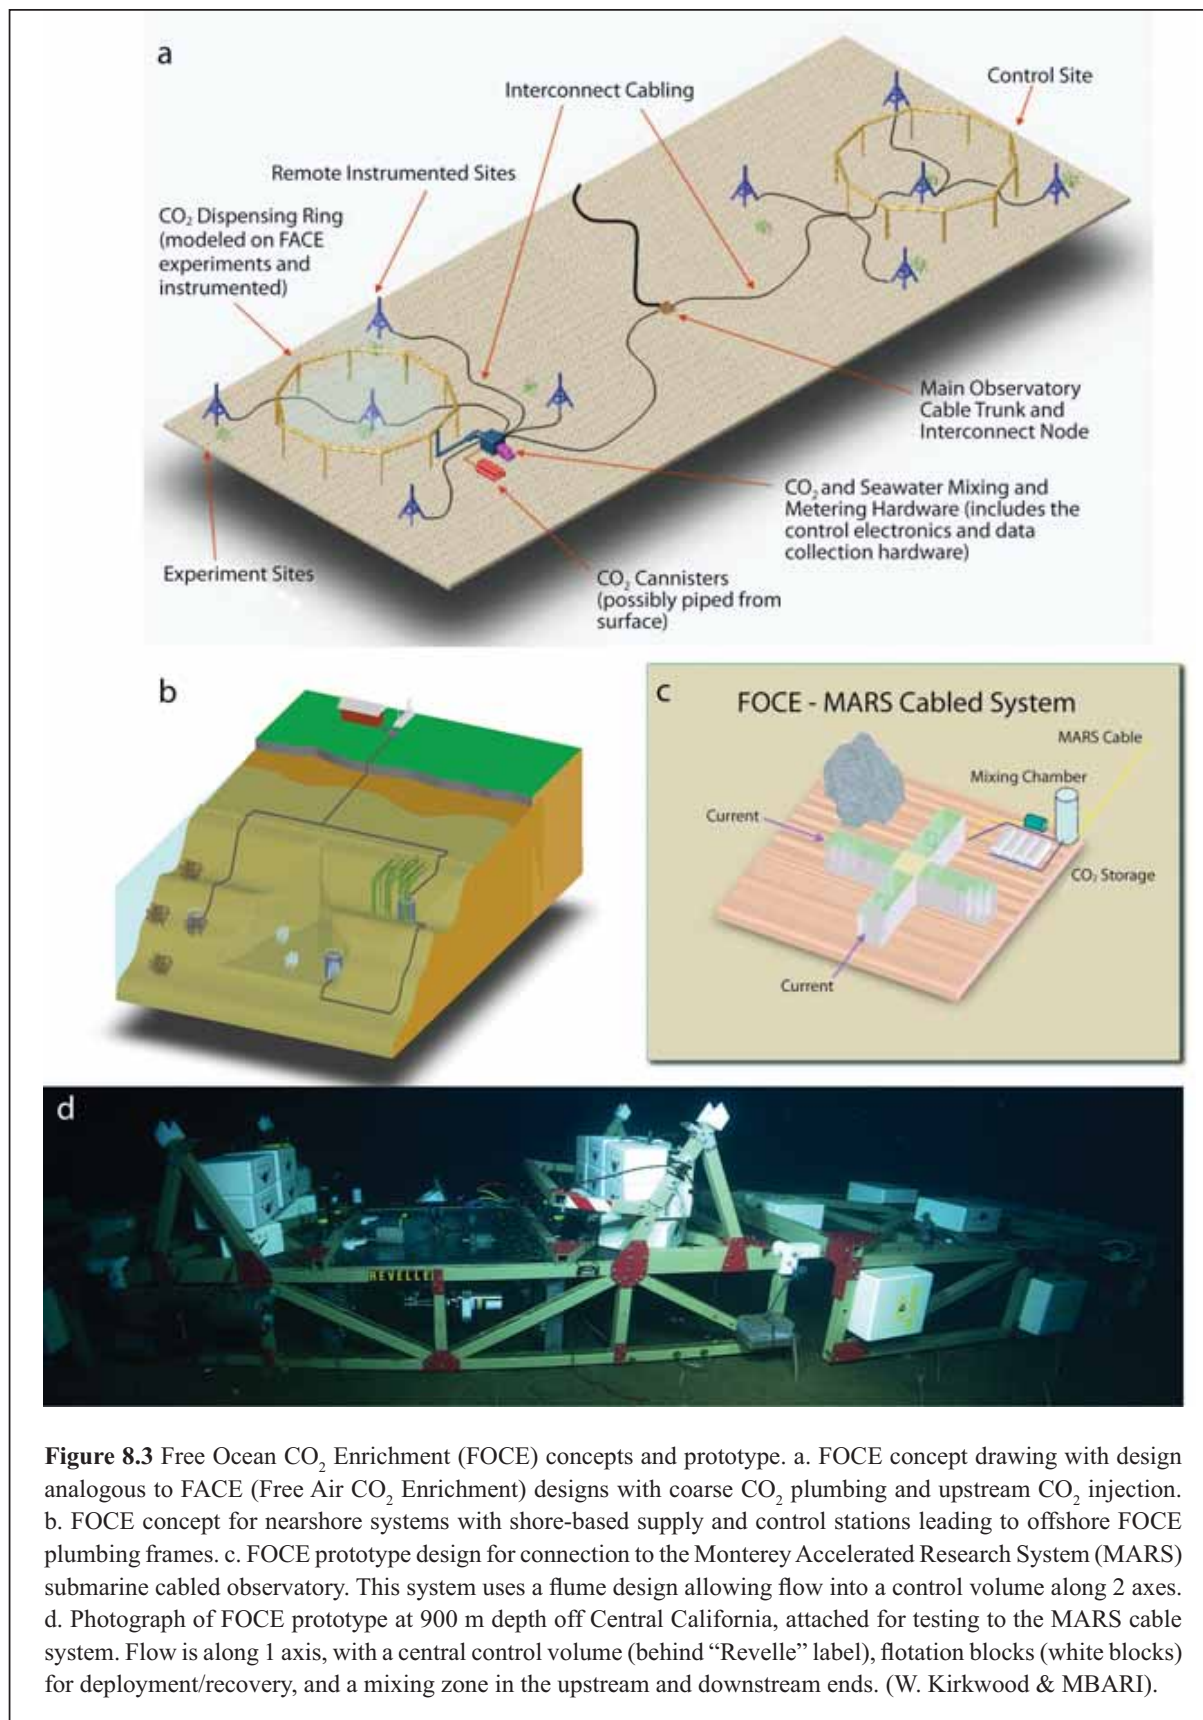 a
Interconnect Cabling
Control Site
Remote Instrumented Sites
CO₂ Dispensing Ring
(modeled on FACE
experiments and
instrumented)
Main Observatory
Cable Trunk and
Interconnect Node
CO₂ and Seawater Mixing and
Metering Hardware (includes the
control electronics and data
collection hardware)
Experiment Sites
CO₂ Cannisters
(possibly piped from
surface)
b
c
FOCE - MARS Cabled System
MARS Cable
Mixing Chamber
Current
CO₂ Storage
Current
d
REVELLE
Figure 8.3 Free Ocean CO₂ Enrichment (FOCE) concepts and prototype. a. FOCE concept drawing with design
analogous to FACE (Free Air CO₂ Enrichment) designs with coarse CO₂ plumbing and upstream CO₂ injection.
b. FOCE concept for nearshore systems with shore-based supply and control stations leading to offshore FOCE
plumbing frames. c. FOCE prototype design for connection to the Monterey Accelerated Research System (MARS)
submarine cabled observatory. This system uses a flume design allowing flow into a control volume along 2 axes.
d. Photograph of FOCE prototype at 900 m depth off Central California, attached for testing to the MARS cable
system. Flow is along 1 axis, with a central control volume (behind “Revelle” label), flotation blocks (white blocks)
for deployment/recovery, and a mixing zone in the upstream and downstream ends. (W. Kirkwood & MBARI).